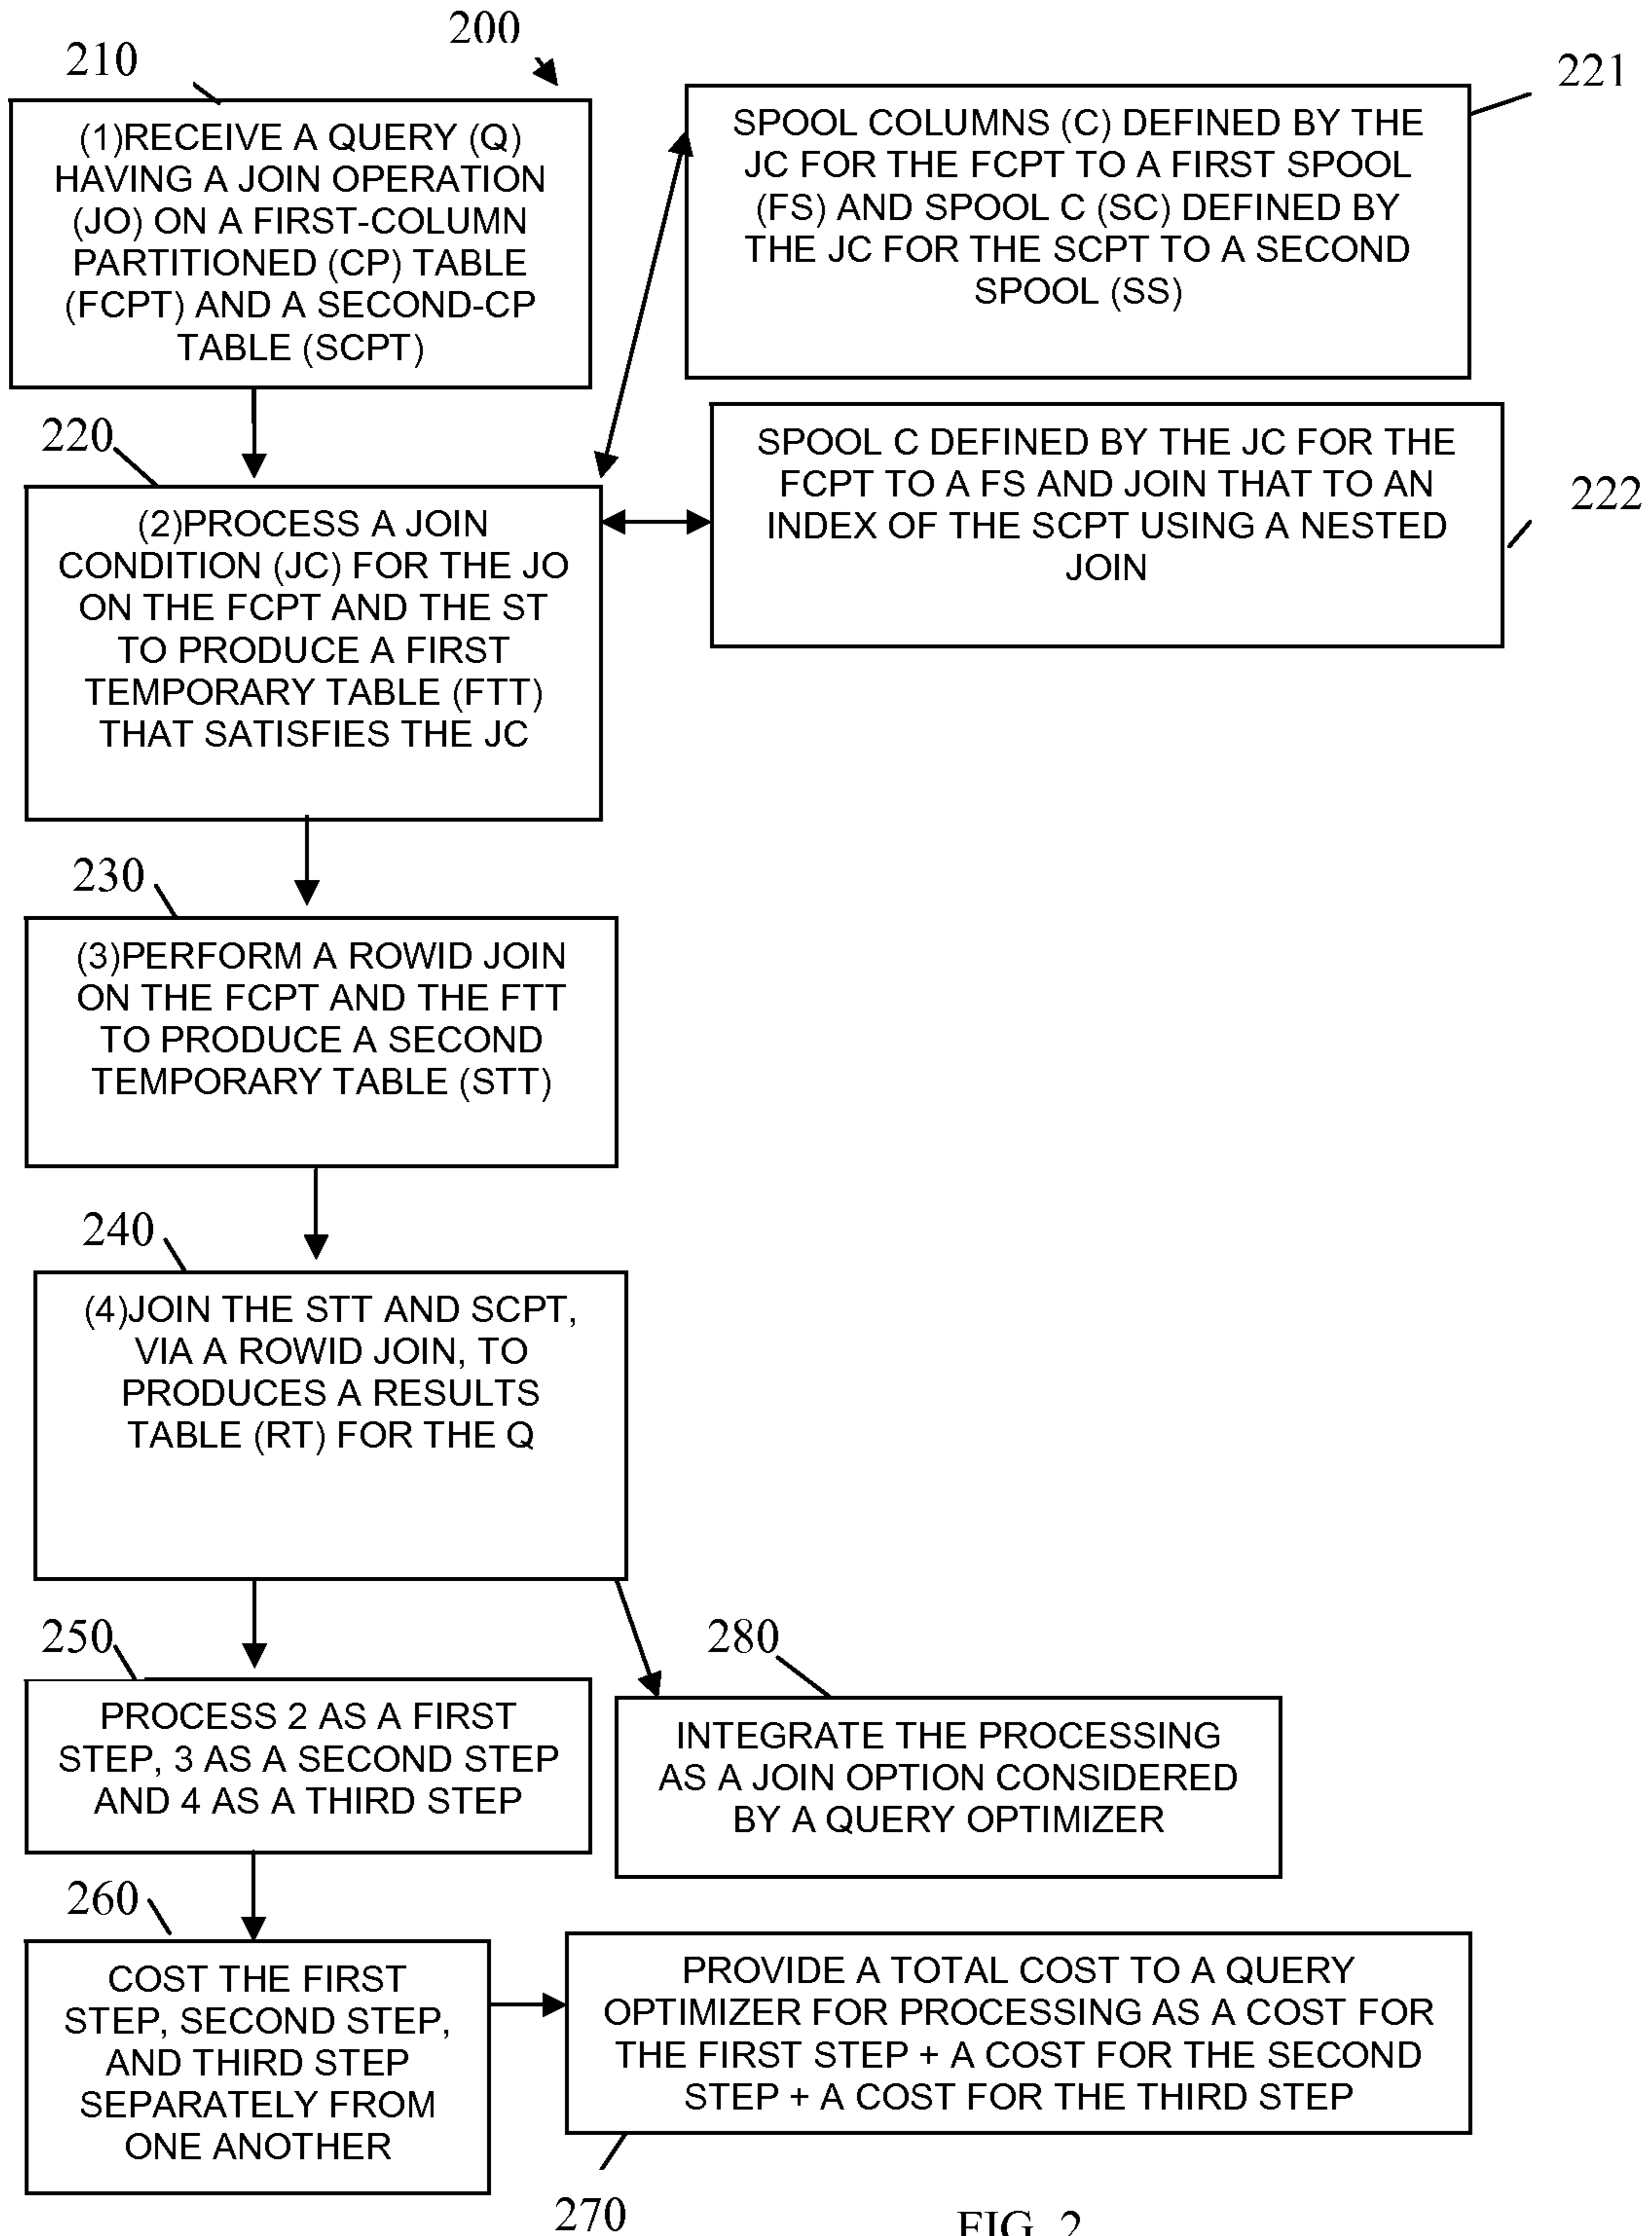 200
210
(1)RECEIVE A QUERY (Q)
HAVING A JOIN OPERATION
(JO) ON A FIRST-COLUMN
PARTITIONED (CP) TABLE
(FCPT) AND A SECOND-CP
TABLE (SCPT)
221
SPOOL COLUMNS (C) DEFINED BY THE
JC FOR THE FCPT TO A FIRST SPOOL
(FS) AND SPOOL C (SC) DEFINED BY
THE JC FOR THE SCPT TO A SECOND
SPOOL (SS)
220
(2)PROCESS A JOIN
CONDITION (JC) FOR THE JO
ON THE FCPT AND THE ST
TO PRODUCE A FIRST
TEMPORARY TABLE (FTT)
THAT SATISFIES THE JC
222
SPOOL C DEFINED BY THE JC FOR THE
FCPT TO A FS AND JOIN THAT TO AN
INDEX OF THE SCPT USING A NESTED
JOIN
230
(3)PERFORM A ROWID JOIN
ON THE FCPT AND THE FTT
TO PRODUCE A SECOND
TEMPORARY TABLE (STT)
240
(4)JOIN THE STT AND SCPT,
VIA A ROWID JOIN, TO
PRODUCES A RESULTS
TABLE (RT) FOR THE Q
250
PROCESS 2 AS A FIRST
STEP, 3 AS A SECOND STEP
AND 4 AS A THIRD STEP
280
INTEGRATE THE PROCESSING
AS A JOIN OPTION CONSIDERED
BY A QUERY OPTIMIZER
260
COST THE FIRST
STEP, SECOND STEP,
AND THIRD STEP
SEPARATELY FROM
ONE ANOTHER
PROVIDE A TOTAL COST TO A QUERY
OPTIMIZER FOR PROCESSING AS A COST FOR
THE FIRST STEP + A COST FOR THE SECOND
STEP + A COST FOR THE THIRD STEP
270
FIG. 2